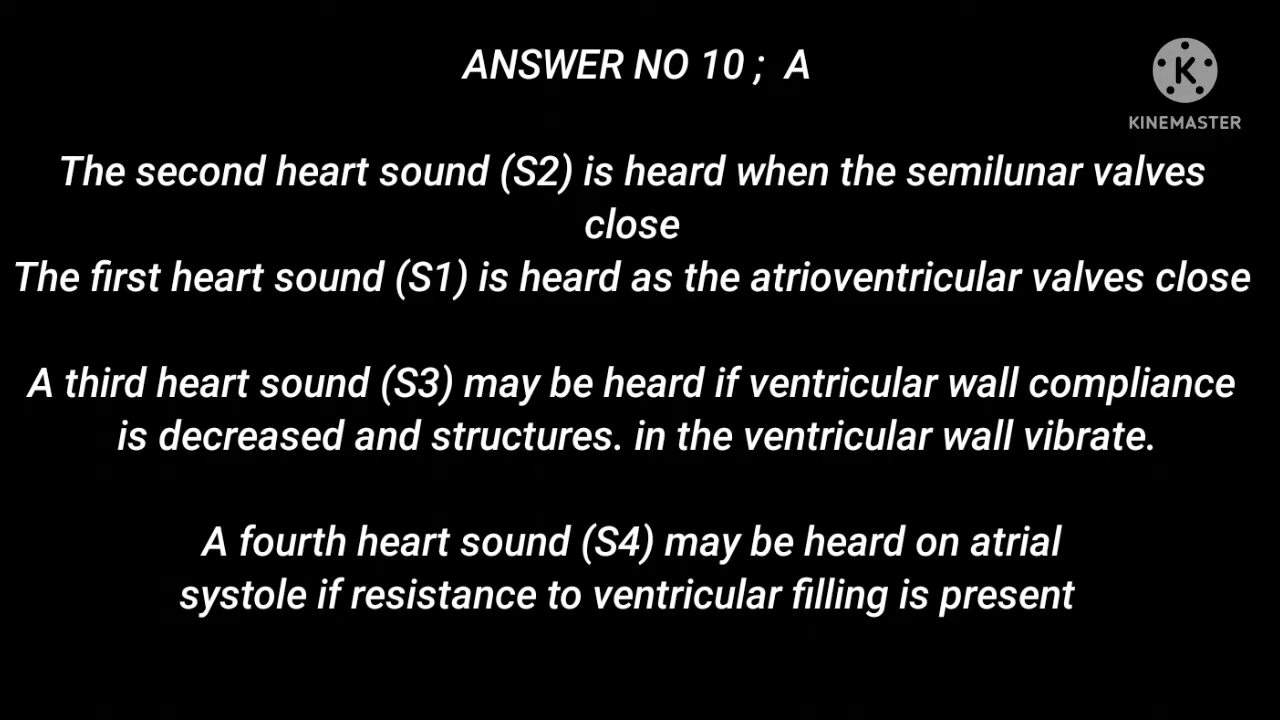 ANSWER NO 10 ; A
KINEMASTER
The second heart sound (S2) is heard when the semilunar valves
close
The first heart sound (S1) is heard as the atrioventricular valves close
A third heart sound (S3) may be heard if ventricular wall compliance
is decreased and structures. in the ventricular wall vibrate.
A fourth heart sound (S4) may be heard on atrial
systole if resistance to ventricular filling is present